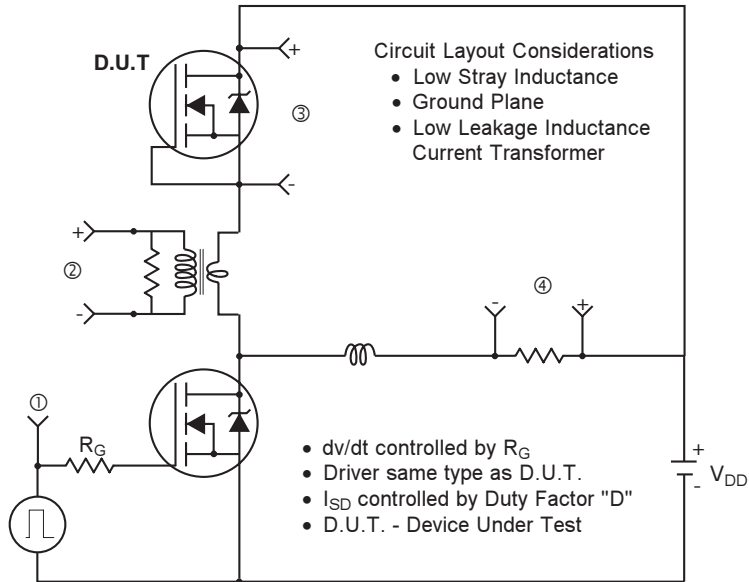 D.U.T
+
③
-
Circuit Layout Considerations
• Low Stray Inductance
• Ground Plane
• Low Leakage Inductance
Current Transformer
+
②
-
-
④
+
①
R_G
• dv/dt controlled by R_G
• Driver same type as D.U.T.
• I_SD controlled by Duty Factor "D"
• D.U.T. - Device Under Test
+
-
V_DD